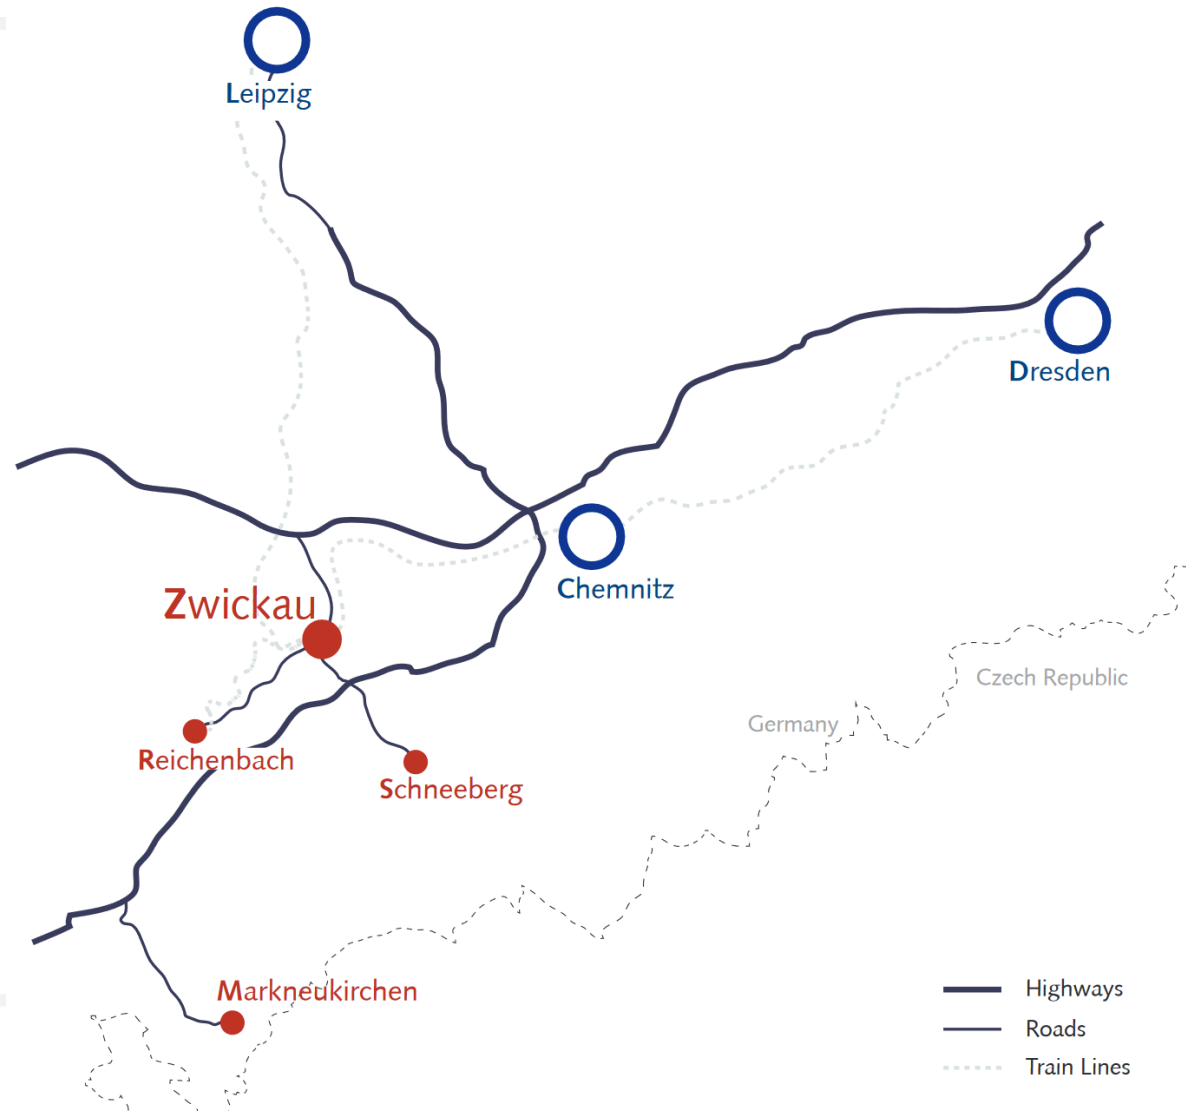 Leipzig
Dresden
Chemnitz
Zwickau
Czech Republic
Germany
Reichenbach
Schneeberg
Markneukirchen
Highways
Roads
Train Lines